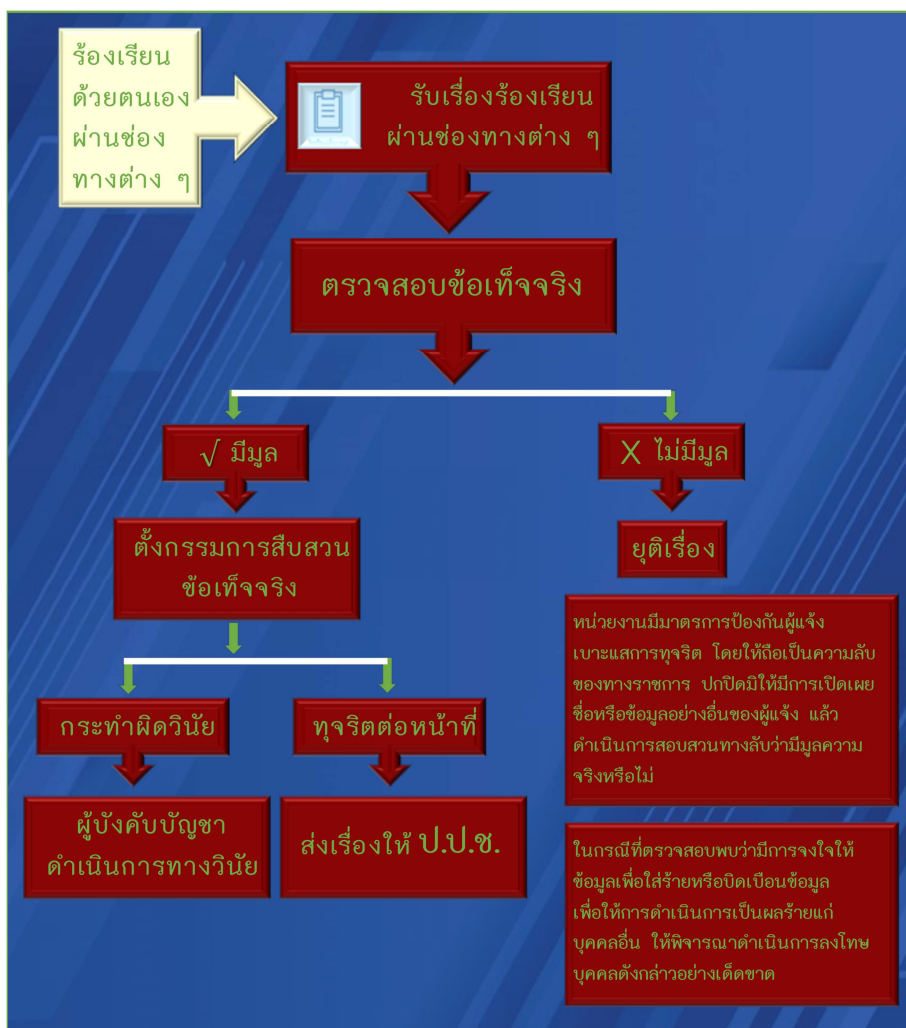 ร้องเรียน
ด้วยตนเอง
ผ่านช่อง
ทางต่าง ๆ
รับเรื่องร้องเรียน
ผ่านช่องทางต่าง ๆ
ตรวจสอบข้อเท็จจริง
√ มีมูล
X ไม่มีมูล
ตั้งกรรมการสืบสวน
ข้อเท็จจริง
ยุติเรื่อง
กระทำผิดวินัย
ทุจริตต่อหน้าที่
ผู้บังคับบัญชา
ดำเนินการทางวินัย
ส่งเรื่องให้ ป.ป.ช.
หน่วยงานมีมาตรการป้องกันผู้แจ้ง
เบาะแสการทุจริต โดยให้ถือเป็นความลับ
ของทางราชการ ปกปิดมิให้มีการเปิดเผย
ชื่อหรือข้อมูลอย่างอื่นของผู้แจ้ง แล้ว
ดำเนินการสอบสวนทางลับว่ามีมูลความ
จริงหรือไม่
ในกรณีที่ตรวจสอบพบว่ามีการจงใจให้
ข้อมูลเพื่อใส่ร้ายหรือบิดเบือนข้อมูล
เพื่อให้การดำเนินการเป็นผลร้ายแก่
บุคคลอื่น ให้พิจารณาดำเนินการลงโทษ
บุคคลดังกล่าวอย่างเด็ดขาด